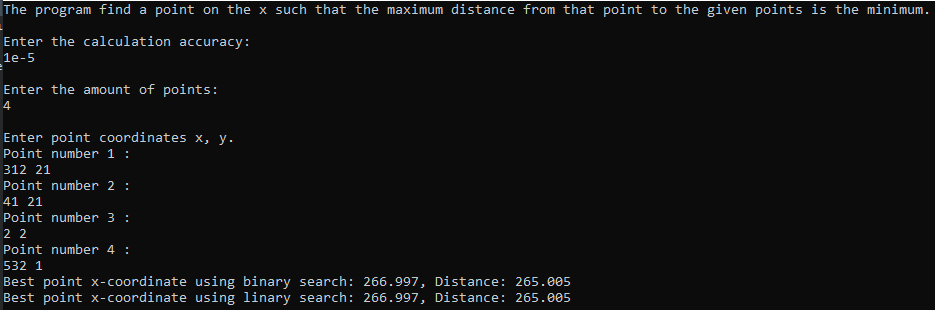 The program find a point on the x such that the maximum distance from that point to the given points is the minimum.
Enter the calculation accuracy:
1e-5
Enter the amount of points:
4
Enter point coordinates x, y.
Point number 1 :
312 21
Point number 2 :
41 21
Point number 3 :
2 2
Point number 4 :
532 1
Best point x-coordinate using binary search: 266.997, Distance: 265.005
Best point x-coordinate using linary search: 266.997, Distance: 265.005